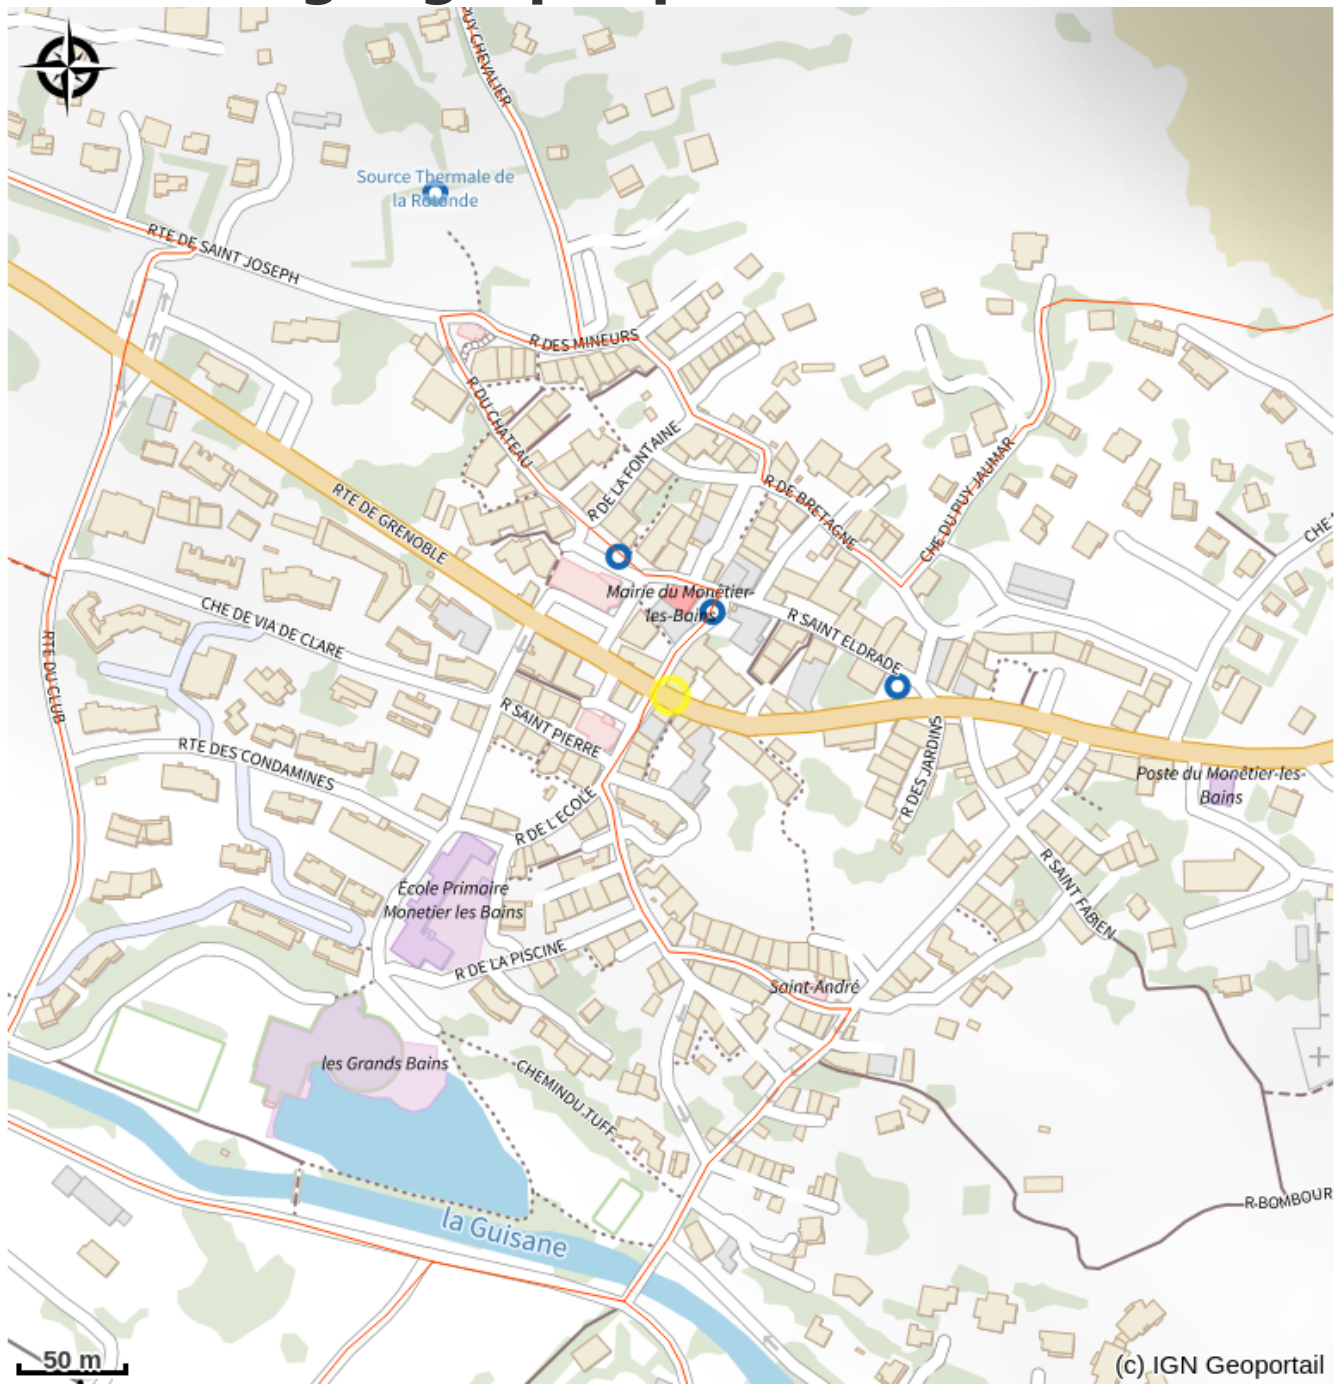 PUY CHEVALIER
Source Thermale de
la Rotonde
RTE DE SAINT JOSEPH
R DES MINEURS
R DU CHATEAU
R DE LA FONTAINE
R DE BRETAGNE
CHE DU PUY JAUMAR
CHE
RTE DE GRENOBLE
Mairie du Monêtier-
les-Bains
R SAINT ELDRADE
CHE DE VIA DE CLARE
RTE DU CLUB
R SAINT PIERRE
R DES JARDINS
RTE DES CONDAMINES
Poste du Monêtier-les-
Bains
R DE L'ECOLE
R SAINT FABIEN
École Primaire
Monetier les Bains
R DE LA PISCINE
Saint-André
les Grands Bains
CHEMIN DU TUFF
R BOMBOUR
la Guisane
50 m
(c) IGN Geoportail